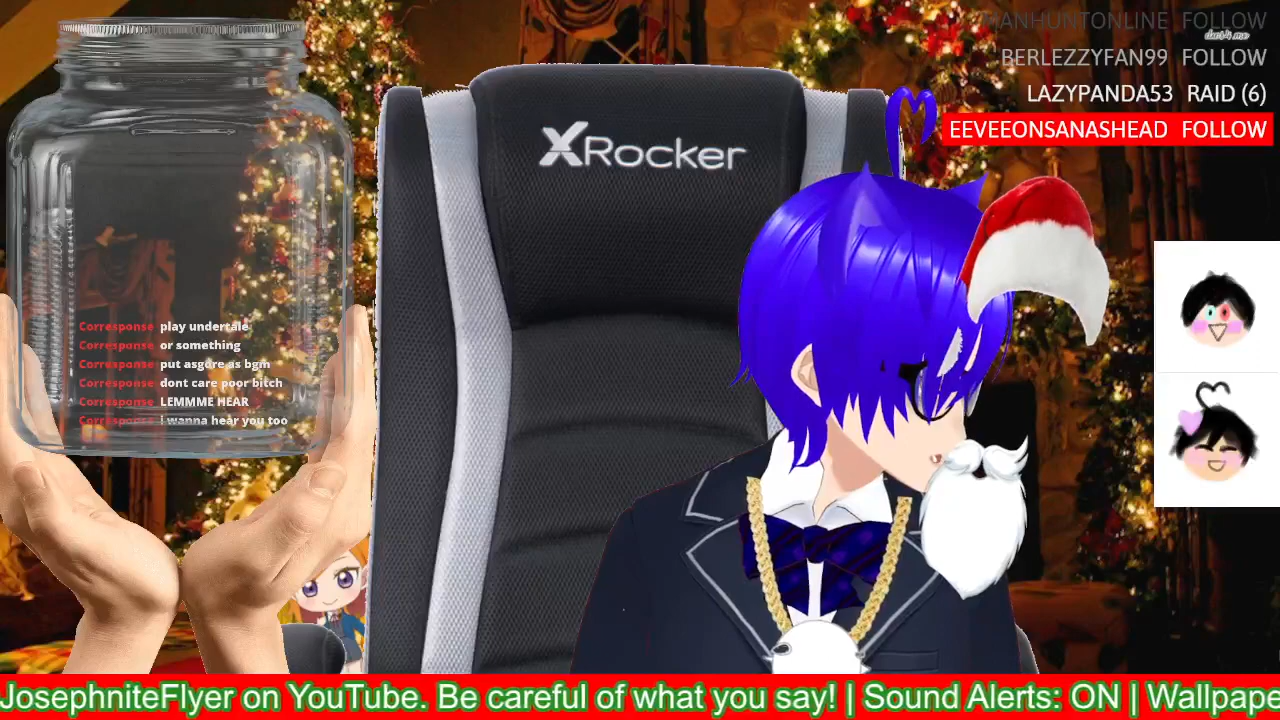 FOLLOW
BERLEZZYFAN99 FOLLOW
LAZYPANDA53 RAID (6)
EEVEEONSANASHEAD FOLLOW
XRocker
Corresponse play undertale
Corresponse or something
Corresponse put asgore as bgm
Corresponse dont care poor bitch
Corresponse LEMMME HEAR
Corresponse I wanna hear you too
JosephniteFlyer on YouTube. Be careful of what you say! | Sound Alerts: ON | Wallpape